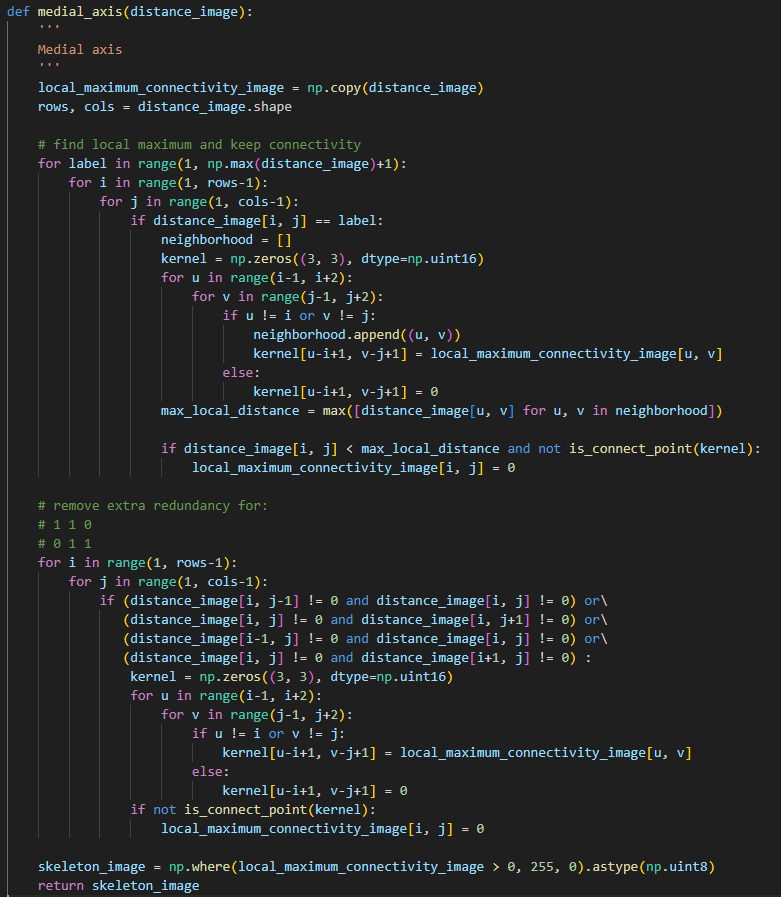 def medial_axis(distance_image):
    '''
    Medial axis
    '''
    local_maximum_connectivity_image = np.copy(distance_image)
    rows, cols = distance_image.shape

    # find local maximum and keep connectivity
    for label in range(1, np.max(distance_image)+1):
        for i in range(1, rows-1):
            for j in range(1, cols-1):
                if distance_image[i, j] == label:
                    neighborhood = []
                    kernel = np.zeros((3, 3), dtype=np.uint16)
                    for u in range(i-1, i+2):
                        for v in range(j-1, j+2):
                            if u != i or v != j:
                                neighborhood.append((u, v))
                                kernel[u-i+1, v-j+1] = local_maximum_connectivity_image[u, v]
                            else:
                                kernel[u-i+1, v-j+1] = 0
                    max_local_distance = max([distance_image[u, v] for u, v in neighborhood])

                    if distance_image[i, j] < max_local_distance and not is_connect_point(kernel):
                        local_maximum_connectivity_image[i, j] = 0

    # remove extra redundancy for:
    # 1 1 0
    # 0 1 1
    for i in range(1, rows-1):
        for j in range(1, cols-1):
            if (distance_image[i, j-1] != 0 and distance_image[i, j] != 0) or\
               (distance_image[i, j] != 0 and distance_image[i, j+1] != 0) or\
               (distance_image[i-1, j] != 0 and distance_image[i, j] != 0) or\
               (distance_image[i, j] != 0 and distance_image[i+1, j] != 0) :
                kernel = np.zeros((3, 3), dtype=np.uint16)
                for u in range(i-1, i+2):
                    for v in range(j-1, j+2):
                        if u != i or v != j:
                            kernel[u-i+1, v-j+1] = local_maximum_connectivity_image[u, v]
                        else:
                            kernel[u-i+1, v-j+1] = 0
                if not is_connect_point(kernel):
                    local_maximum_connectivity_image[i, j] = 0

    skeleton_image = np.where(local_maximum_connectivity_image > 0, 255, 0).astype(np.uint8)
    return skeleton_image